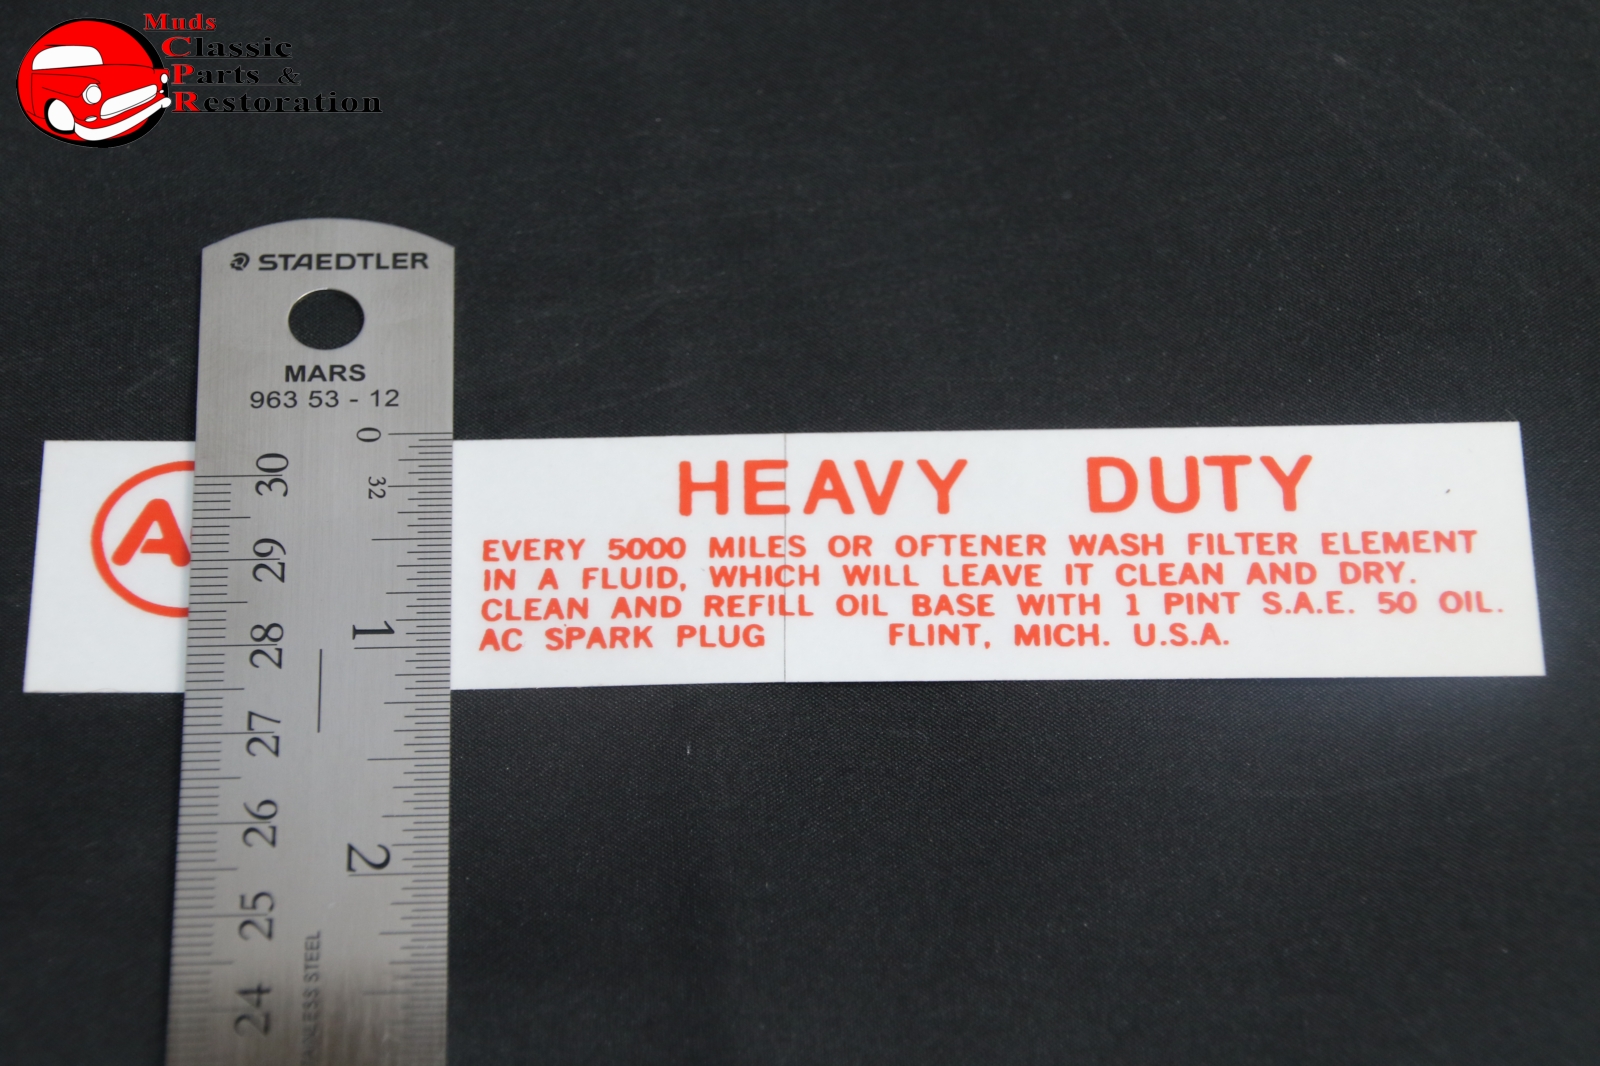 Muds
Classic
Parts &
Restoration
STAEDTLER
MARS
963 53 - 12
0
32
1
2
30
29
28
27
26
25
24
STEEL
A
HEAVY DUTY
EVERY 5000 MILES OR OFTENER WASH FILTER ELEMENT
IN A FLUID, WHICH WILL LEAVE IT CLEAN AND DRY.
CLEAN AND REFILL OIL BASE WITH 1 PINT S.A.E. 50 OIL.
AC SPARK PLUG FLINT, MICH. U.S.A.